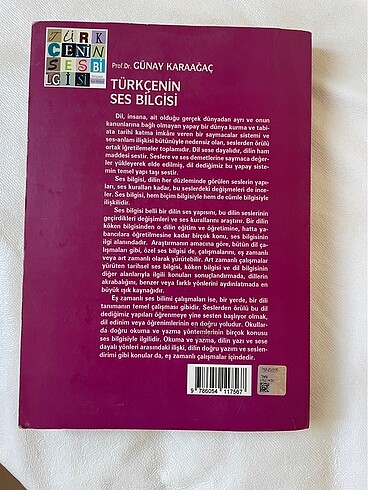 TÜRK
ÇENİN
SESBİ
LGİSİ
Prof. Dr. GÜNAY KARAAĞAÇ
TÜRKÇENİN
SES BİLGİSİ
Dil, insana, ait olduğu gerçek dünyadan ayrı ve onun
kanunlarına bağlı olmayan yapay bir dünya kurma ve tabi-
ata tarihi katma imkânı veren bir saymacalar sistemi ve
ses-anlam ilişkisi bütünüyle nedensiz olan, seslerden örülü
ortak iğretilemeler toplamıdır. Dil sese dayalıdır, dilin ham
maddesi sestir. Seslere ve ses demetlerine saymaca değer-
ler yükleyerek elde edilmiş, dil dediğimiz bu yapay siste-
min temel yapı taşı sestir.
Ses bilgisi, dilin her düzleminde görülen seslerin yapı-
ları, ses kuralları kadar, bu seslerdeki değişmeleri de ince-
ler. Ses bilgisi, hem biçim bilgisiyle hem de cümle bilgisiyle
ilişkilidir.
Ses bilgisi belli bir dilin ses yapısını, bu dilin seslerinin
geçirdikleri değişimleri ve ses kurallarını araştırır. Bir dilin
köken bilgisinden o dilin eğitim ve öğretimine, hatta ya-
bancılara öğretilmesine kadar birçok konu, ses bilgisinin
ilgi alanındadır. Araştırmanın amacına göre, bütün dil ça-
lışmaları gibi, özel ses bilgisi de, çalışmalarını, eş zamanlı
veya art zamanlı olarak yürütebilir. Art zamanlı çalışmalar
yürüten tarihsel ses bilgisi, köken bilgisi ve dil bilgisinin
diğer alanlarıyla ilgili konuları sonuçlandırmada, dillerin
akrabalığını, benzer veya farklı yönlerini aydınlatmada en
büyük ışık kaynağıdır.
Eş zamanlı ses bilimi çalışmaları ise, bir yerde, bir dili
tanımanın temel çalışması gibidir. Seslerden örülü bu dil
dediğimiz yapıları öğrenmeye yine sesten başlıyor olmak,
dil edinim veya öğrenimlerinin en doğru yoludur. Okullar-
da doğru okuma ve yazma yöntemlerinin birçok konusu
ses bilgisiyle ilgilidir. Okuma ve yazma, dilin yazı ve sese
dayalı yönleri arasındaki ilişki, dilin doğru yazım ve seslen-
dirimi gibi konular da, eş zamanlı çalışmalar içindedir.
9 786054 117567